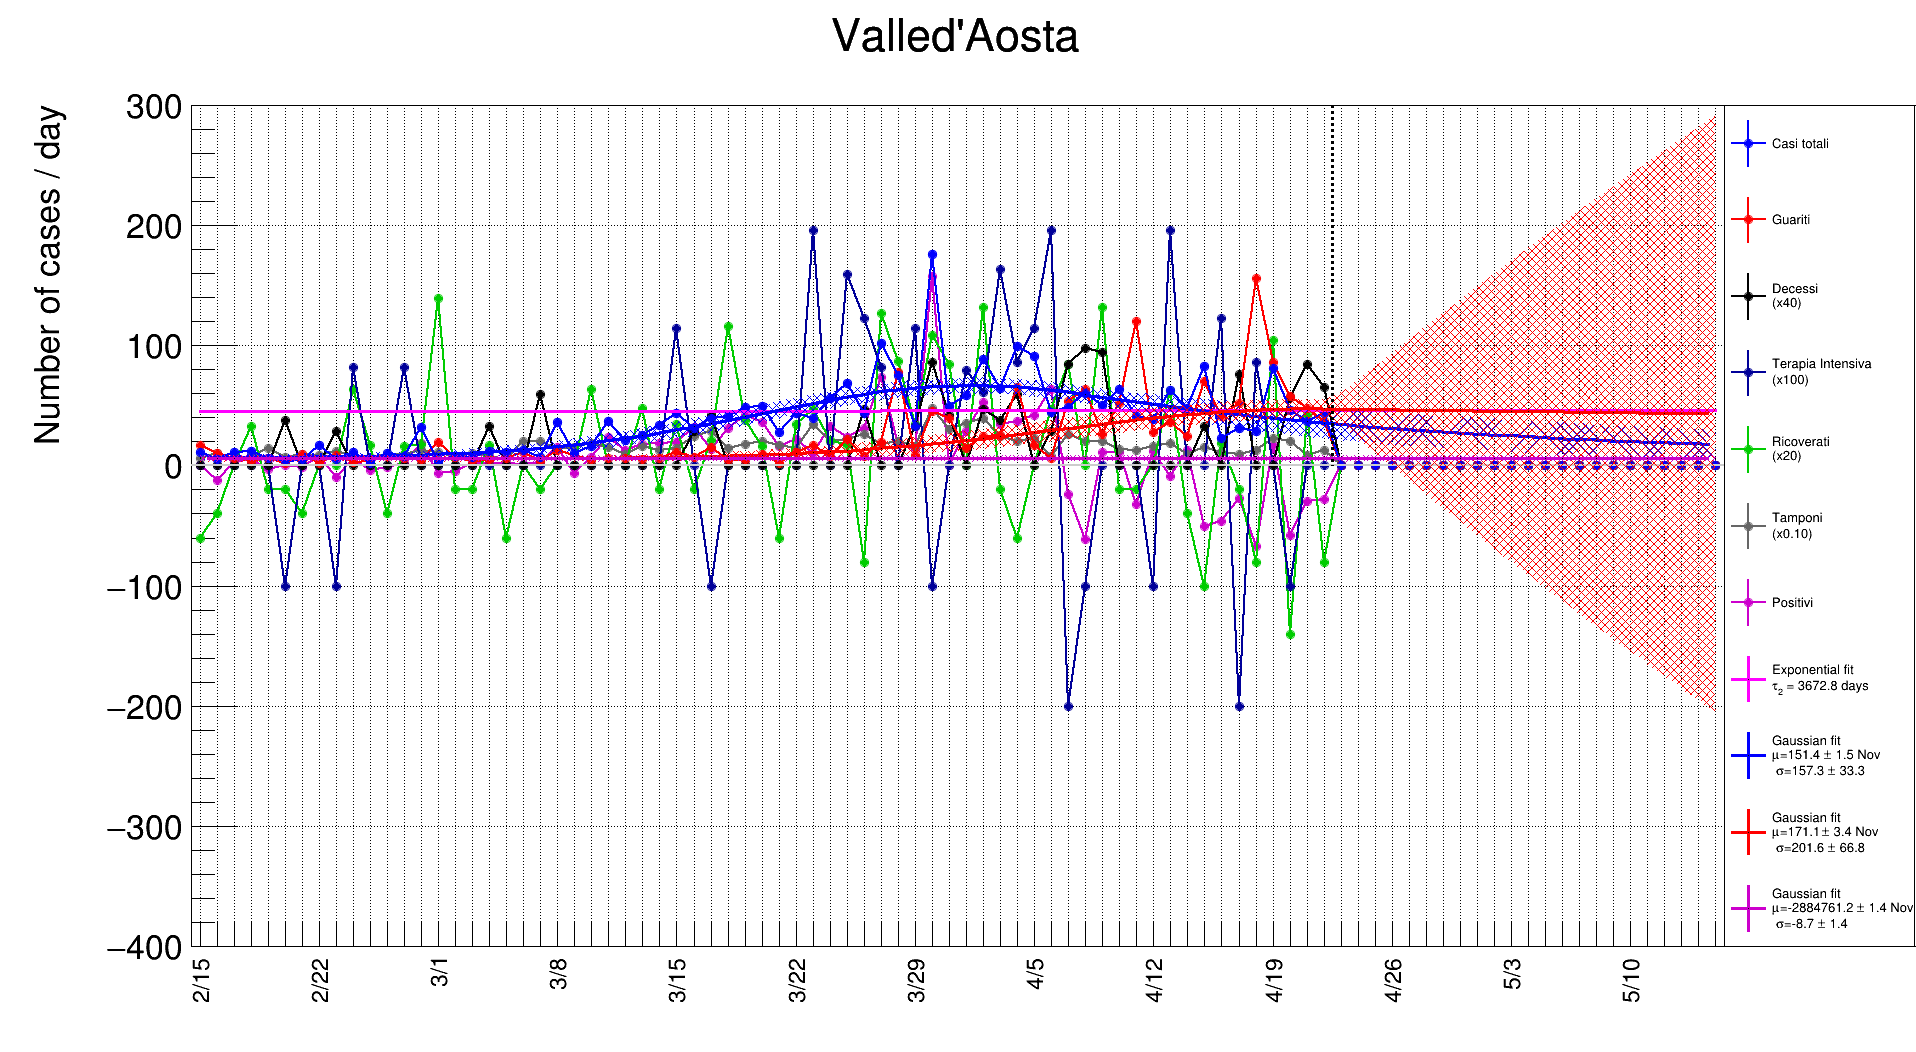 Valled'Aosta
Number of cases / day
300
200
100
0
−100
−200
−300
−400
2/15
2/22
3/1
3/8
3/15
3/22
3/29
4/5
4/12
4/19
4/26
5/3
5/10
Casi totali
Guariti
Decessi
(x40)
Terapia Intensiva
(x100)
Ricoverati
(x20)
Tamponi
(x0.10)
Positivi
Exponential fit
τ2 = 3672.8 days
Gaussian fit
μ=151.4 ± 1.5 Nov
σ=157.3 ± 33.3
Gaussian fit
μ=171.1 ± 3.4 Nov
σ=201.6 ± 66.8
Gaussian fit
μ=-2884761.2 ± 1.4 Nov
σ=-8.7 ± 1.4